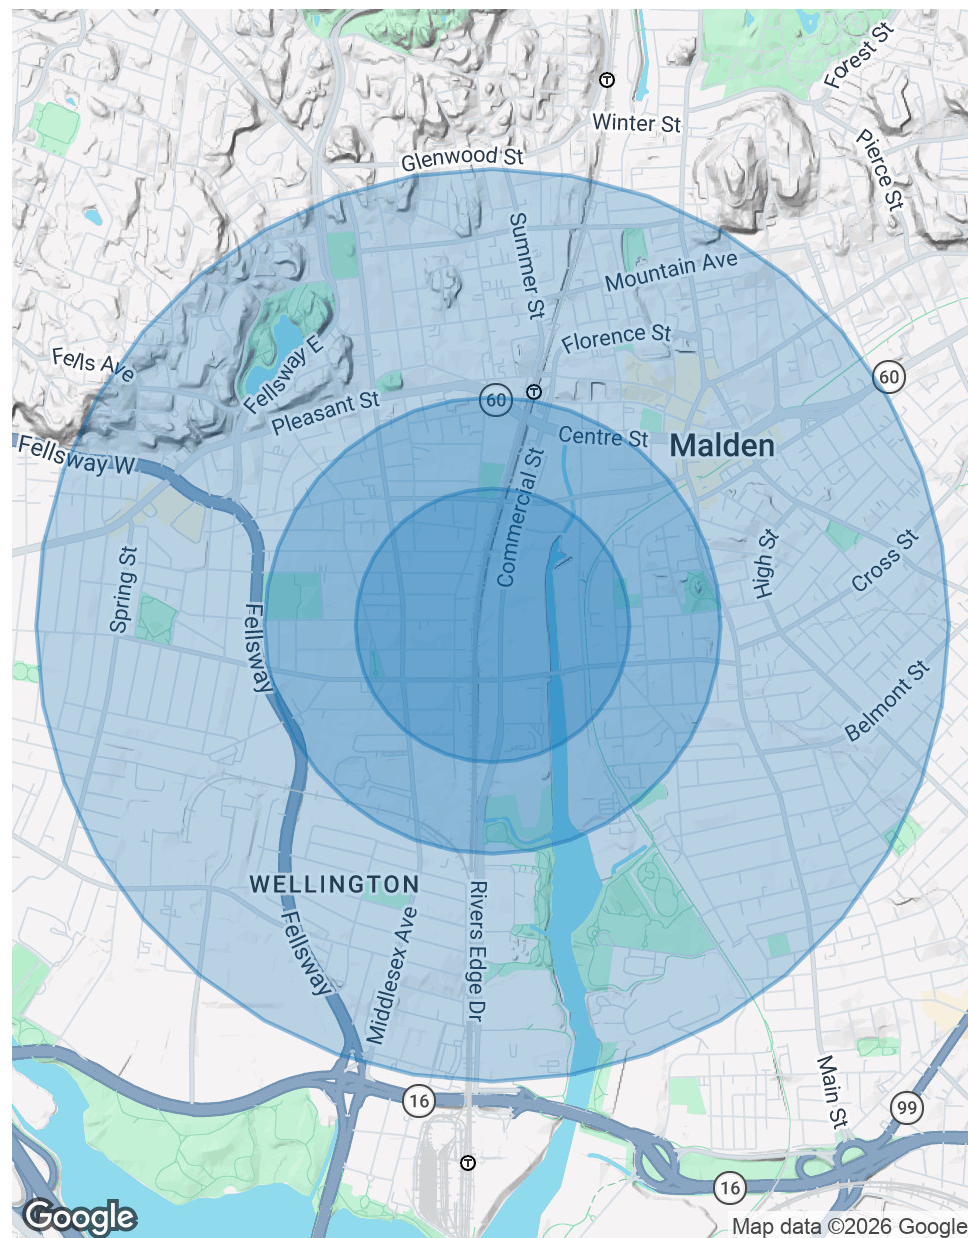 Forest St
T
Winter St
Pierce St
Glenwood St
Summer St
Mountain Ave
Florence St
Fells Ave
Fellsway E
60
T
60
Pleasant St
Centre St
Malden
Fellsway W
Commercial St
High St
Cross St
Spring St
Fellsway
Belmont St
WELLINGTON
Rivers Edge Dr
Fellsway
Middlesex Ave
Main St
16
99
T
16
Google
Map data ©2026 Google